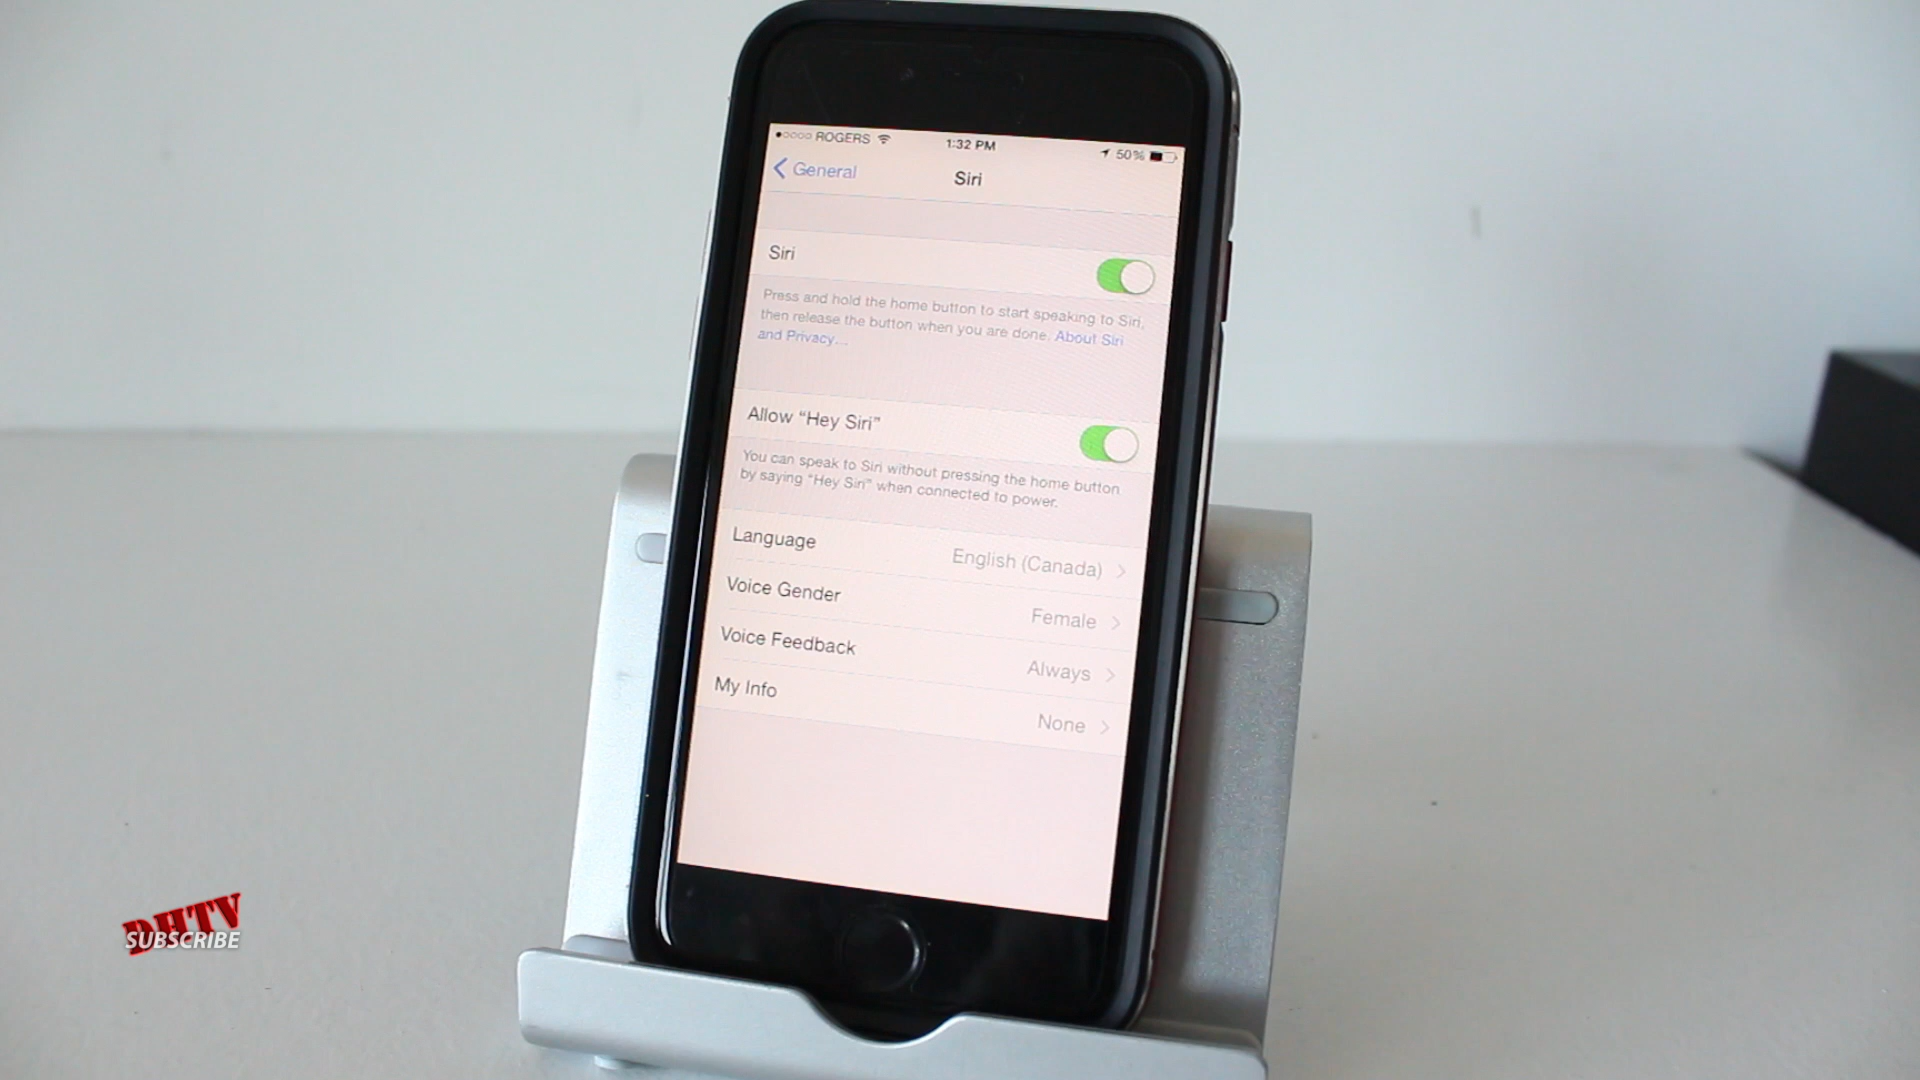 ROGERS 1:32 PM 50%
General Siri
Siri
Press and hold the home button to start speaking to Siri,
then release the button when you are done. About Siri
and Privacy...
Allow “Hey Siri”
You can speak to Siri without pressing the home button
by saying “Hey Siri” when connected to power.
Language English (Canada)
Voice Gender Female
Voice Feedback Always
My Info None
DHTV
SUBSCRIBE